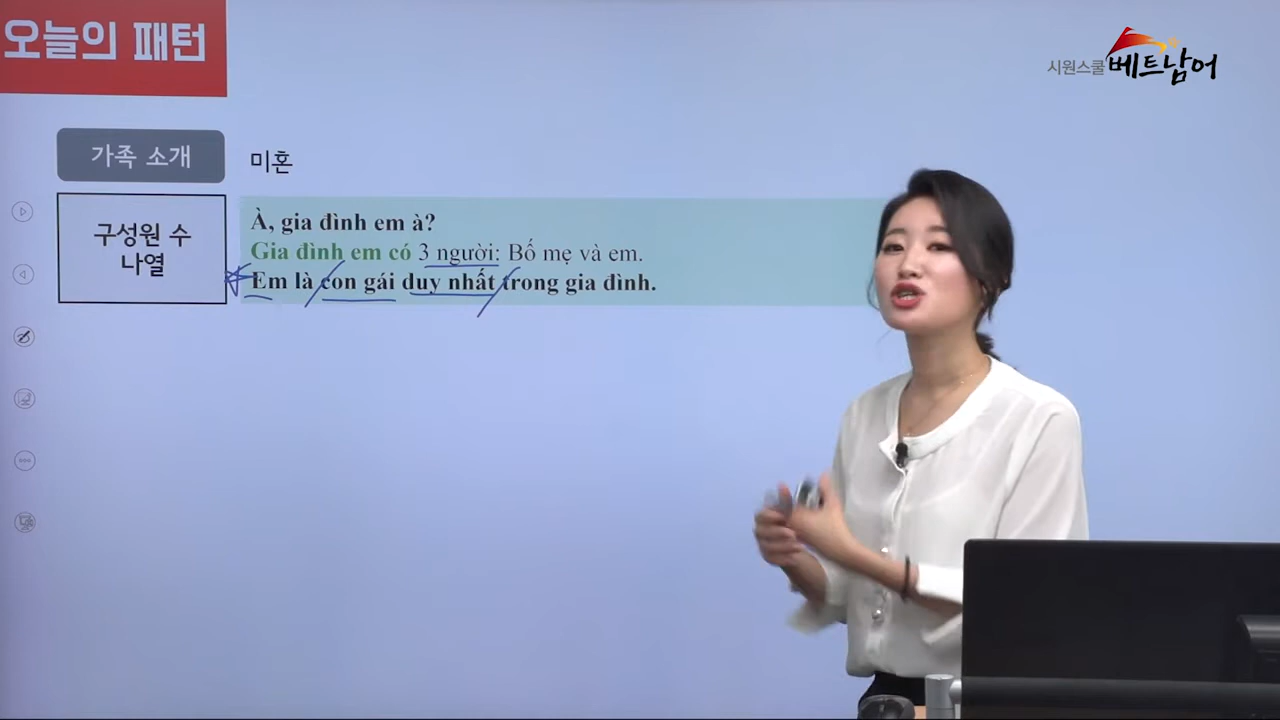 오늘의 패턴
시원스쿨 베트남어
가족 소개
미혼
구성원 수
나열
À, gia đình em à?
Gia đình em có 3 người: Bố mẹ và em.
Em là con gái duy nhất trong gia đình.